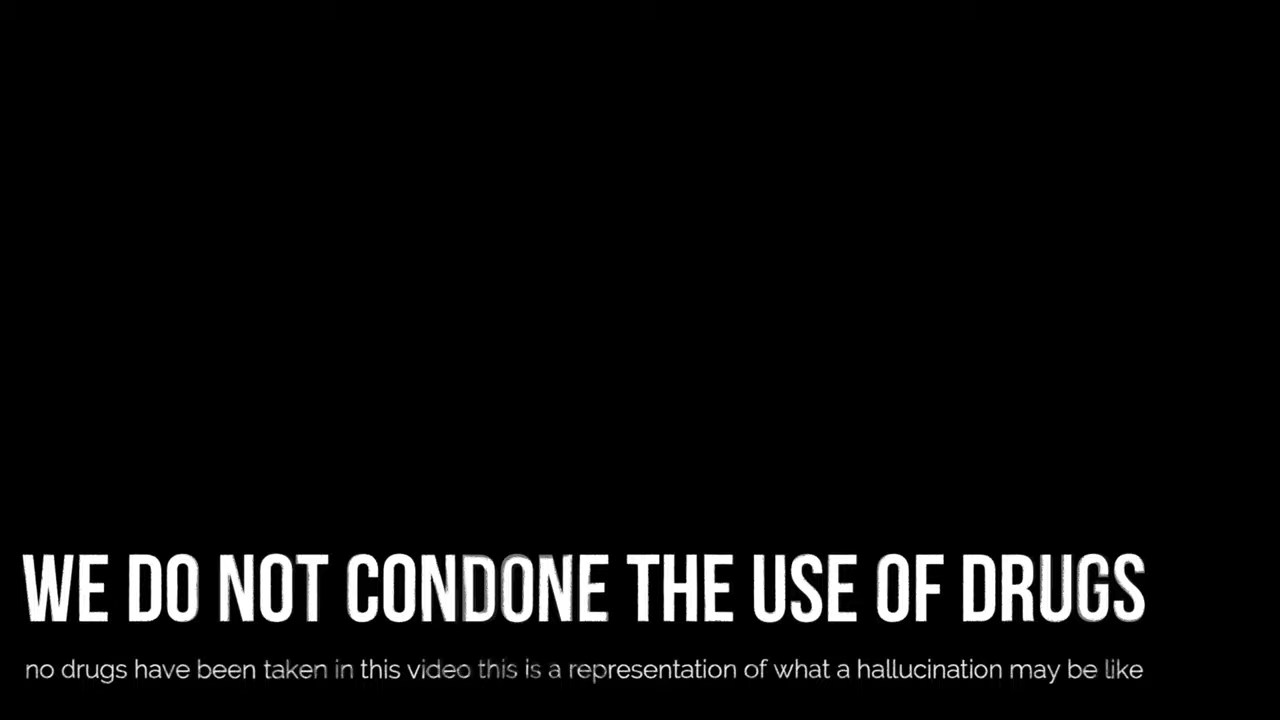 WE DO NOT CONDONE THE USE OF DRUGS
no drugs have been taken in this video this is a representation of what a hallucination may be like